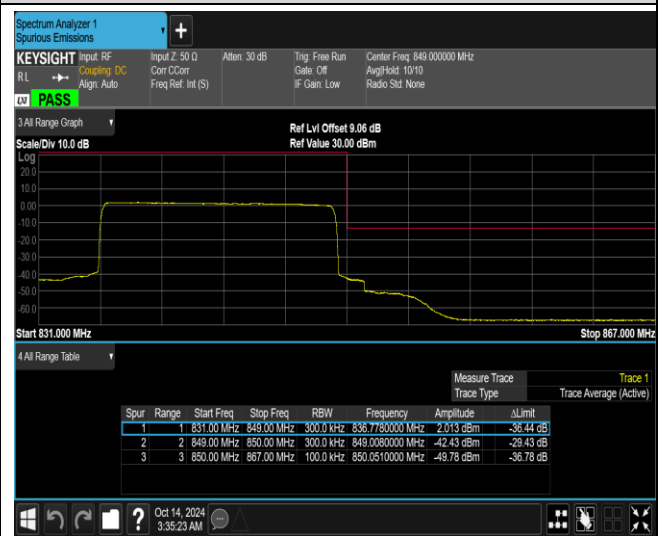 Spectrum Analyzer 1
Spurious Emissions
+
KEYSIGHT Input: RF Input Z: 50 Ω Atten: 30 dB Trig: Free Run Center Freq: 849.000000 MHz
R L Coupling: DC Corr CCorr Gate: Off Avg|Hold: 10/10
Align: Auto Freq Ref: Int (S) IF Gain: Low Radio Std: None
LXI PASS
3 All Range Graph
Ref Lvl Offset 9.06 dB
Scale/Div 10.0 dB Ref Value 30.00 dBm
Log
20.0
10.0
0.00
-10.0
-20.0
-30.0
-40.0
-50.0
-60.0
Start 831.000 MHz Stop 867.000 MHz
4 All Range Table
Measure Trace Trace 1
Trace Type Trace Average (Active)
Spur Range Start Freq Stop Freq RBW Frequency Amplitude ΔLimit
1 1 831.00 MHz 849.00 MHz 300.0 kHz 836.7780000 MHz 2.013 dBm -36.44 dB
2 2 849.00 MHz 850.00 MHz 300.0 kHz 849.0080000 MHz -42.43 dBm -29.43 dB
3 3 850.00 MHz 867.00 MHz 100.0 kHz 850.0510000 MHz -49.78 dBm -36.78 dB
? Oct 14, 2024
3:35:23 AM